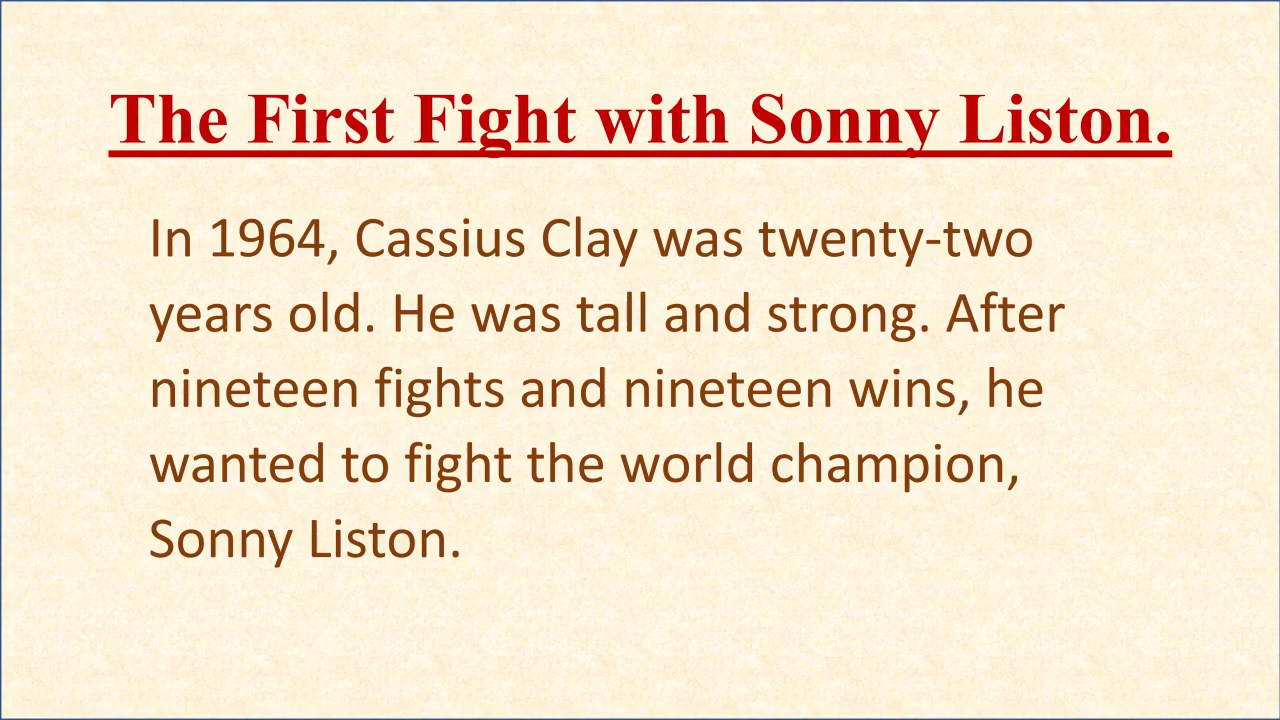 The First Fight with Sonny Liston.
In 1964, Cassius Clay was twenty-two
years old. He was tall and strong. After
nineteen fights and nineteen wins, he
wanted to fight the world champion,
Sonny Liston.